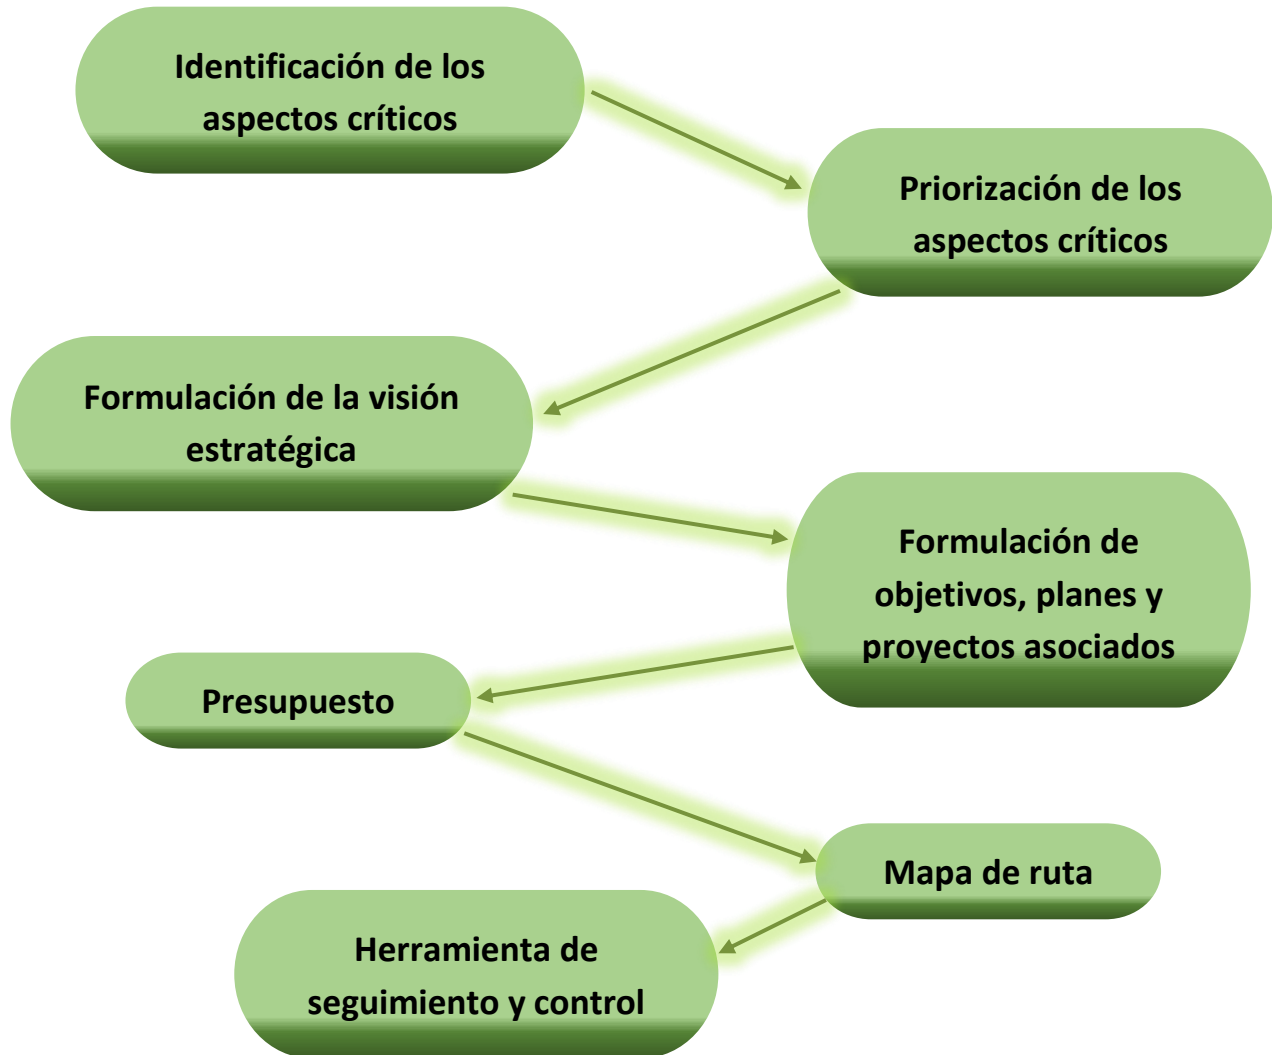 Identificación de los
aspectos críticos
Priorización de los
aspectos críticos
Formulación de la visión
estratégica
Formulación de
objetivos, planes y
proyectos asociados
Presupuesto
Mapa de ruta
Herramienta de
seguimiento y control